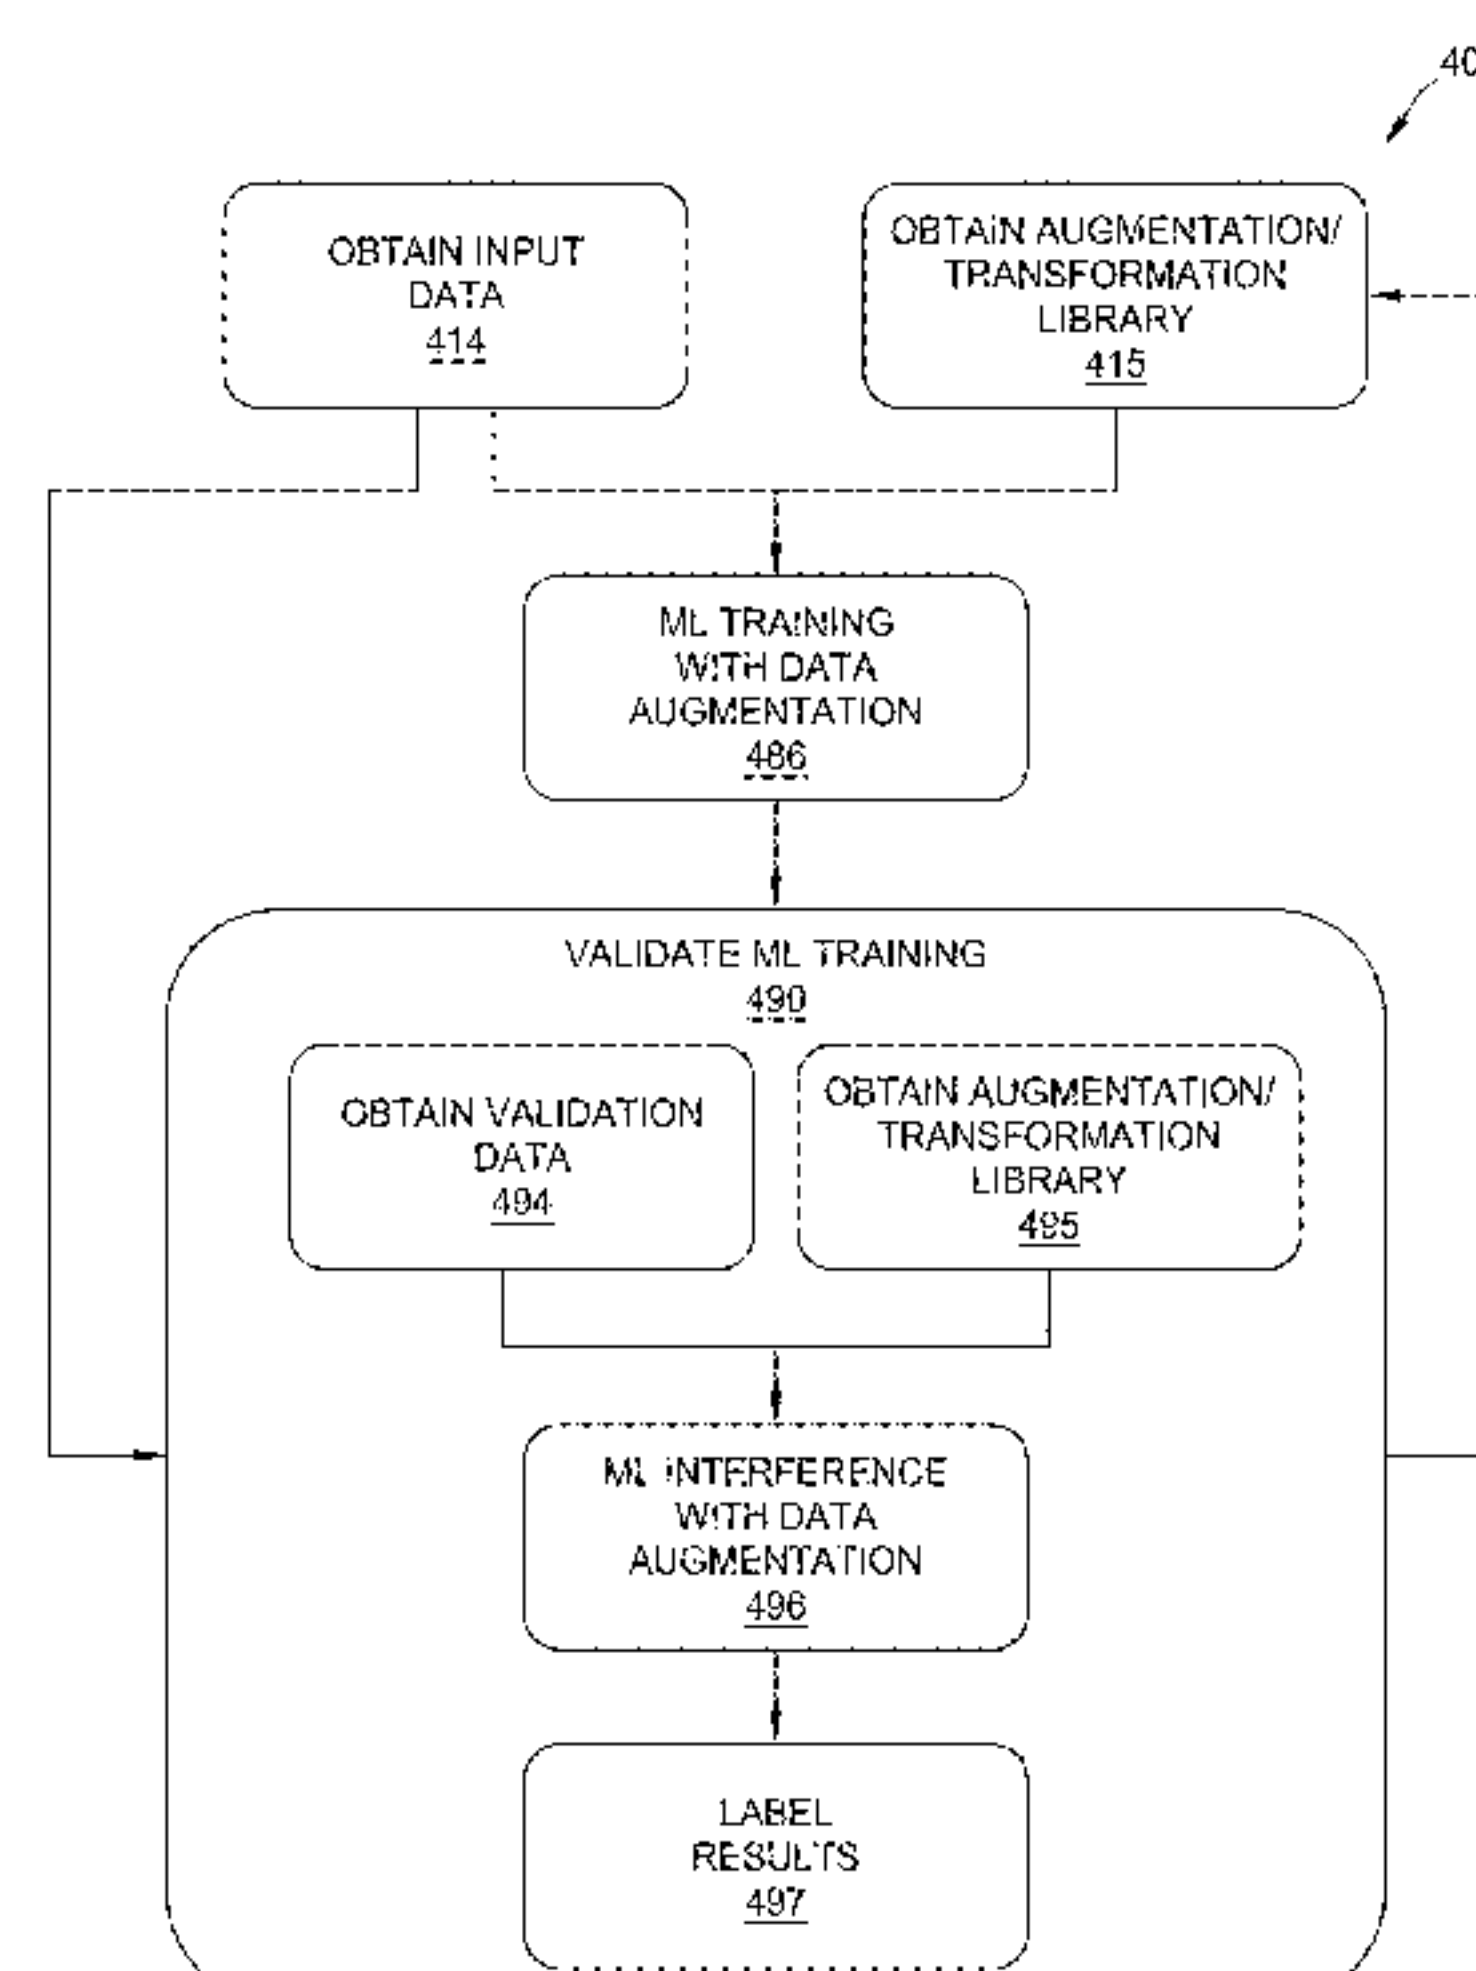 40
OBTAIN INPUT
DATA
414
OBTAIN AUGMENTATION/
TRANSFORMATION
LIBRARY
415
ML TRAINING
WITH DATA
AUGMENTATION
486
VALIDATE ML TRAINING
490
OBTAIN VALIDATION
DATA
494
OBTAIN AUGMENTATION/
TRANSFORMATION
LIBRARY
495
ML INTERFERENCE
WITH DATA
AUGMENTATION
496
LABEL
RESULTS
497